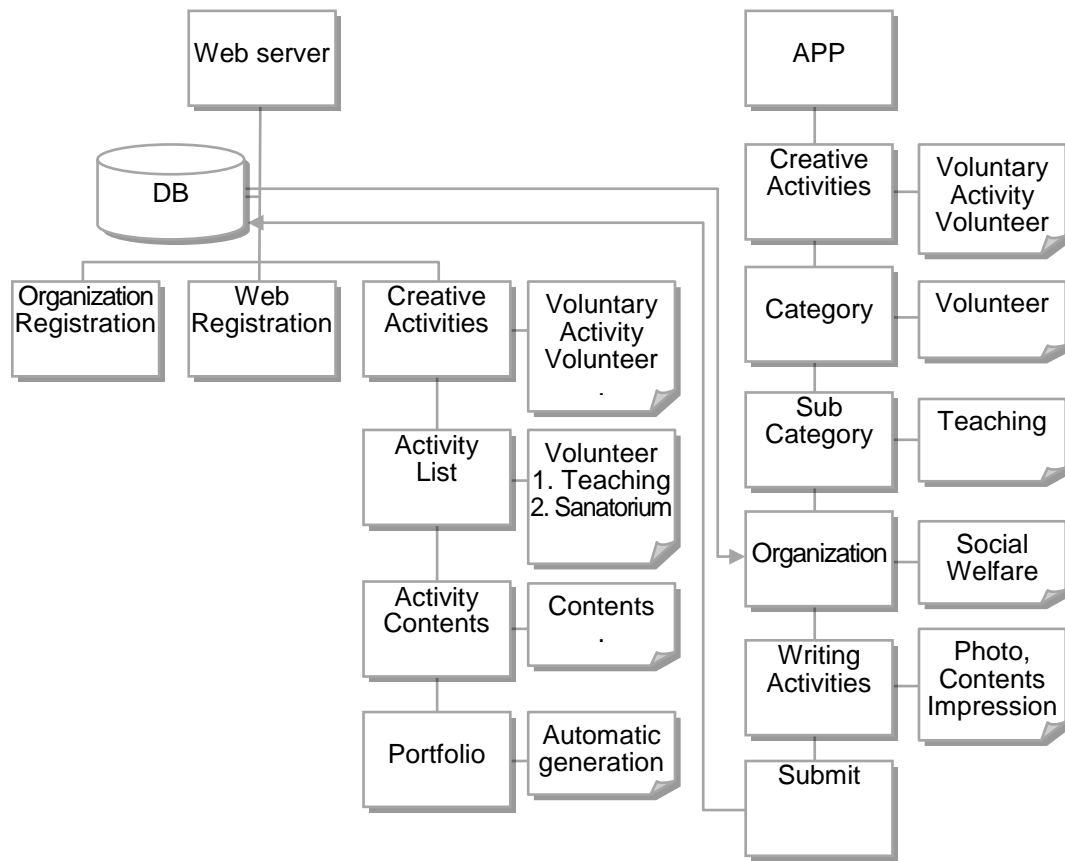 Web server
DB
Organization
Registration
Web
Registration
Creative
Activities
Voluntary
Activity
Volunteer
.
Activity
List
Volunteer
1. Teaching
2. Sanatorium
Activity
Contents
Contents
.
Portfolio
Automatic
generation
APP
Creative
Activities
Voluntary
Activity
Volunteer
Category
Volunteer
Sub
Category
Teaching
Organization
Social
Welfare
Writing
Activities
Photo,
Contents
Impression
Submit